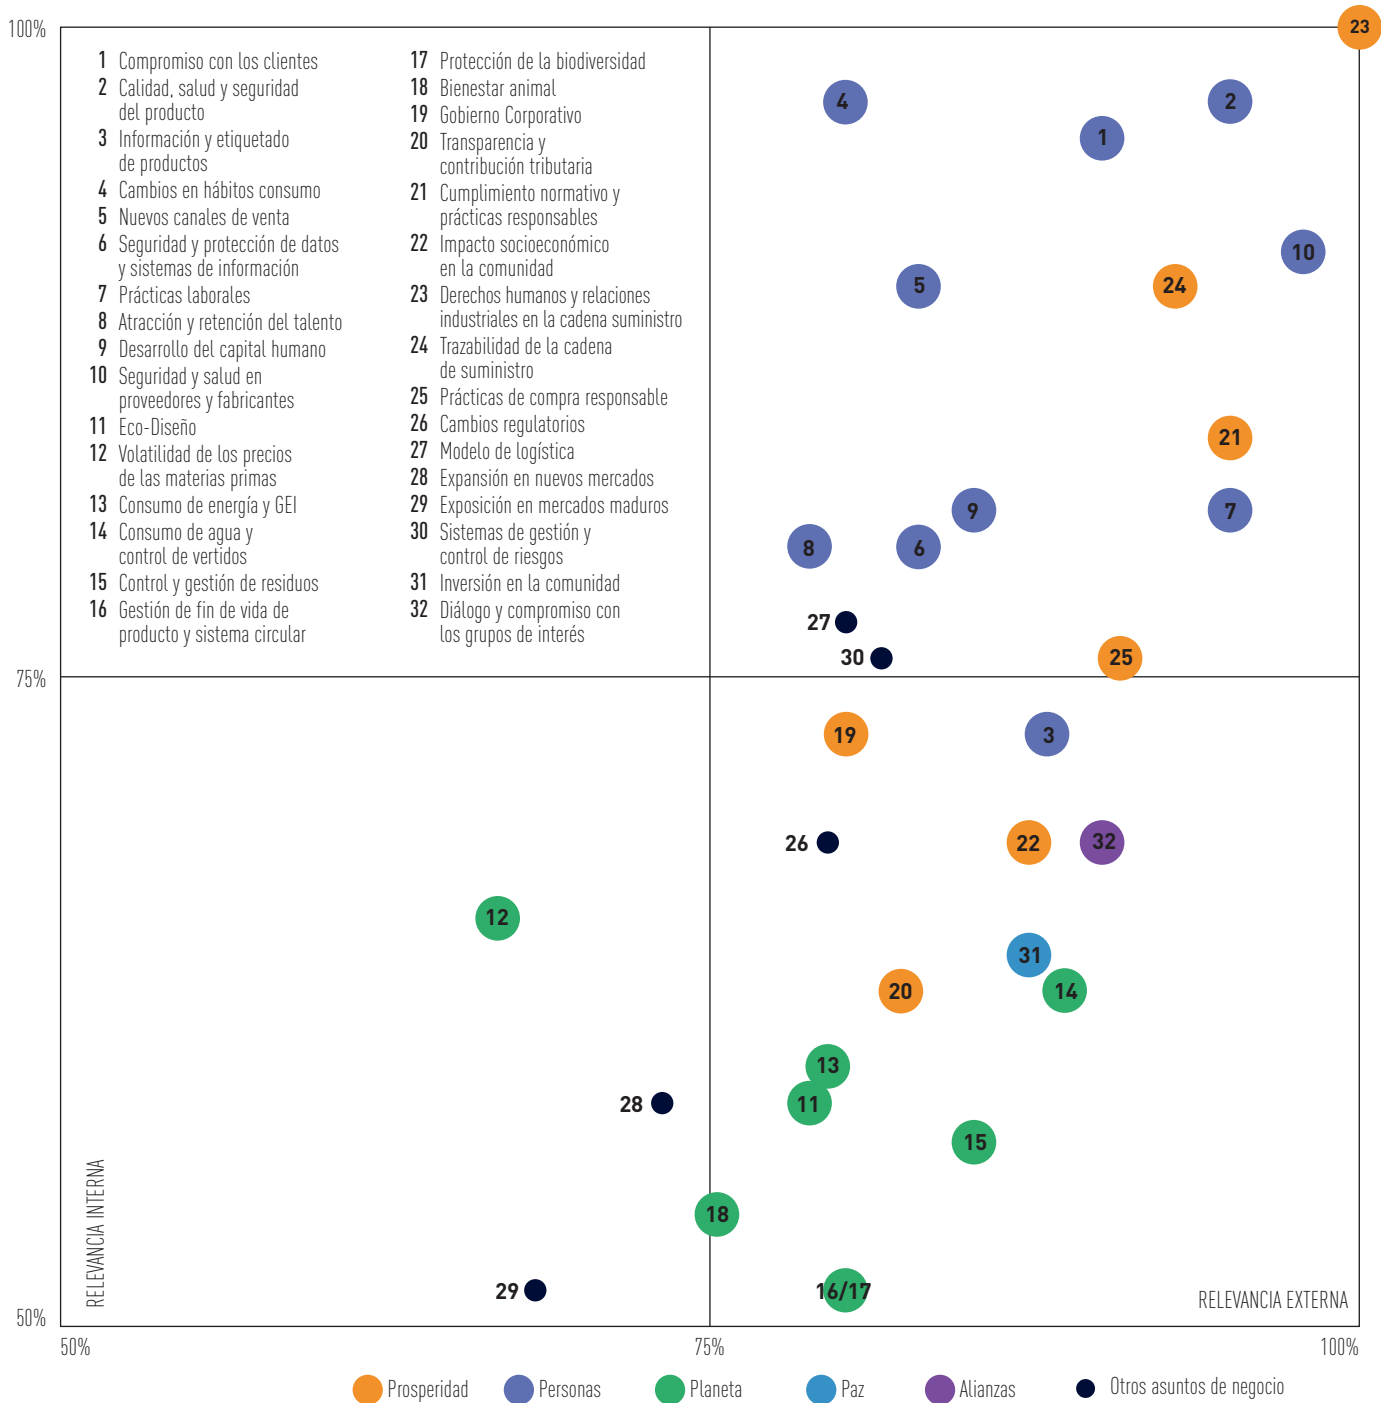 100%
1 Compromiso con los clientes
2 Calidad, salud y seguridad
del producto
3 Información y etiquetado
de productos
4 Cambios en hábitos consumo
5 Nuevos canales de venta
6 Seguridad y protección de datos
y sistemas de información
7 Prácticas laborales
8 Atracción y retención del talento
9 Desarrollo del capital humano
10 Seguridad y salud en
proveedores y fabricantes
11 Eco-Diseño
12 Volatilidad de los precios
de las materias primas
13 Consumo de energía y GEI
14 Consumo de agua y
control de vertidos
15 Control y gestión de residuos
16 Gestión de fin de vida de
producto y sistema circular
17 Protección de la biodiversidad
18 Bienestar animal
19 Gobierno Corporativo
20 Transparencia y
contribución tributaria
21 Cumplimiento normativo y
prácticas responsables
22 Impacto socioeconómico
en la comunidad
23 Derechos humanos y relaciones
industriales en la cadena suministro
24 Trazabilidad de la cadena
de suministro
25 Prácticas de compra responsable
26 Cambios regulatorios
27 Modelo de logística
28 Expansión en nuevos mercados
29 Exposición en mercados maduros
30 Sistemas de gestión y
control de riesgos
31 Inversión en la comunidad
32 Diálogo y compromiso con
los grupos de interés
23
4
2
1
10
5
24
21
9
7
8
6
27
30
25
75%
19
3
26
22
32
12
31
20
14
13
28
11
15
18
29
16/17
RELEVANCIA INTERNA
RELEVANCIA EXTERNA
50%
50%
75%
100%
Prosperidad
Personas
Planeta
Paz
Alianzas
Otros asuntos de negocio